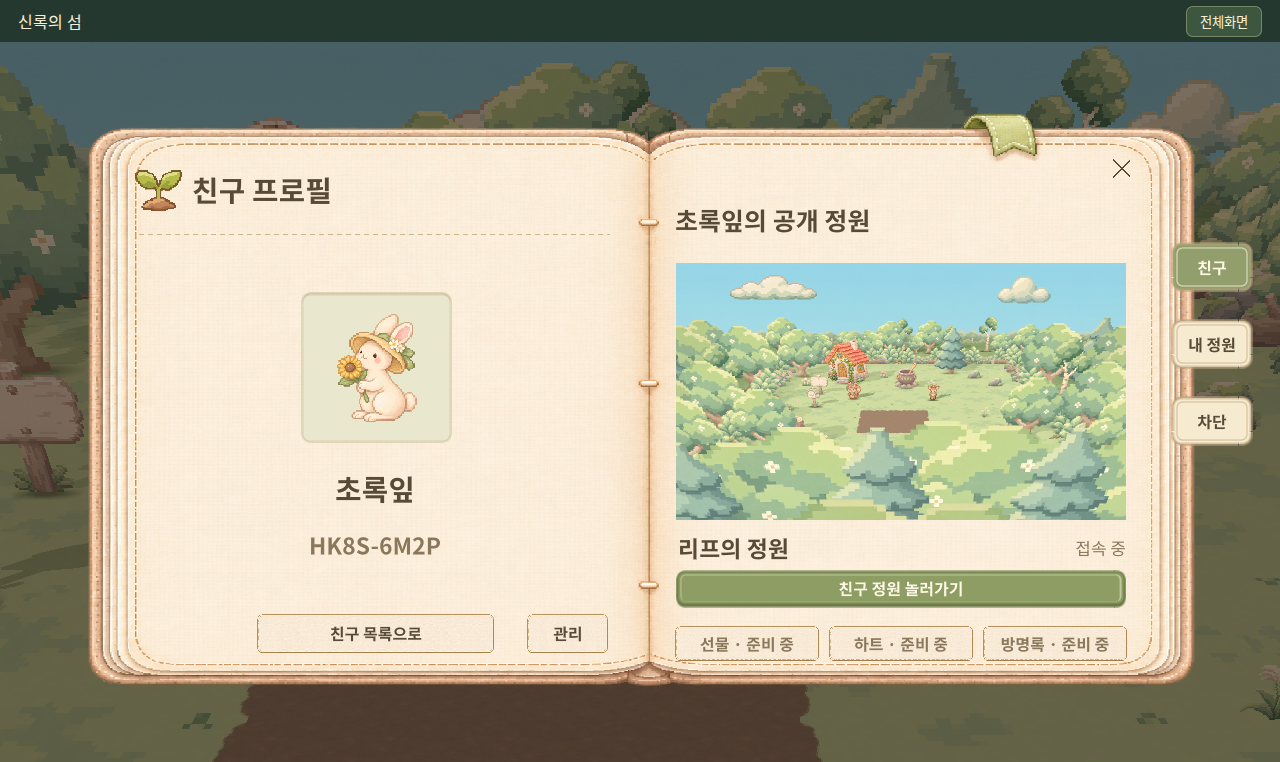 신록의 섬
전체화면
친구 프로필
초록잎
HK8S-6M2P
친구 목록으로
관리
초록잎의 공개 정원
리프의 정원
접속 중
친구 정원 놀러가기
선물 · 준비 중
하트 · 준비 중
방명록 · 준비 중
친구
내 정원
차단